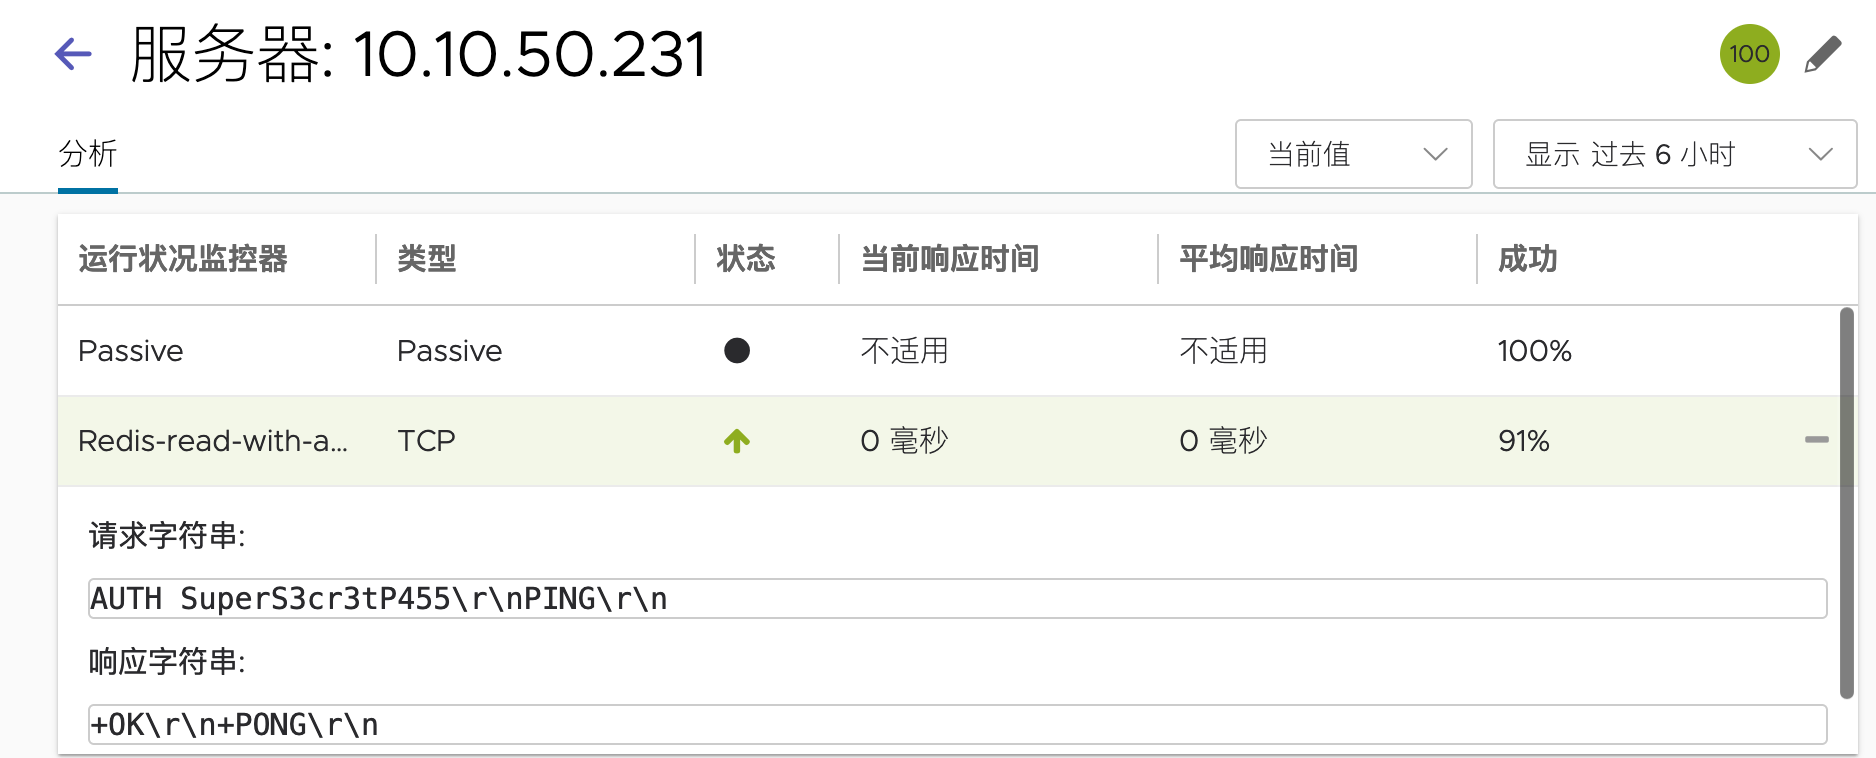 服务器: 10.10.50.231
100
分析
当前值
显示 过去 6 小时
运行状况监控器 类型 状态 当前响应时间 平均响应时间 成功
Passive Passive 不适用 不适用 100%
Redis-read-with-a... TCP 0 毫秒 0 毫秒 91%
请求字符串:
AUTH SuperS3cr3tP455\r\nPING\r\n
响应字符串:
+OK\r\n+PONG\r\n